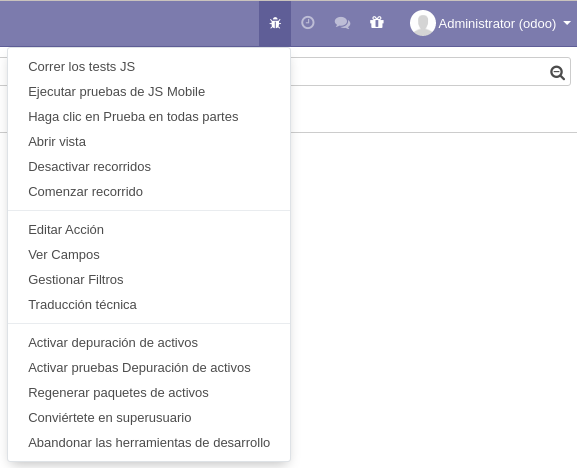 Administrator (odoo)
Correr los tests JS
Ejecutar pruebas de JS Mobile
Haga clic en Prueba en todas partes
Abrir vista
Desactivar recorridos
Comenzar recorrido
Editar Acción
Ver Campos
Gestionar Filtros
Traducción técnica
Activar depuración de activos
Activar pruebas Depuración de activos
Regenerar paquetes de activos
Conviértete en superusuario
Abandonar las herramientas de desarrollo